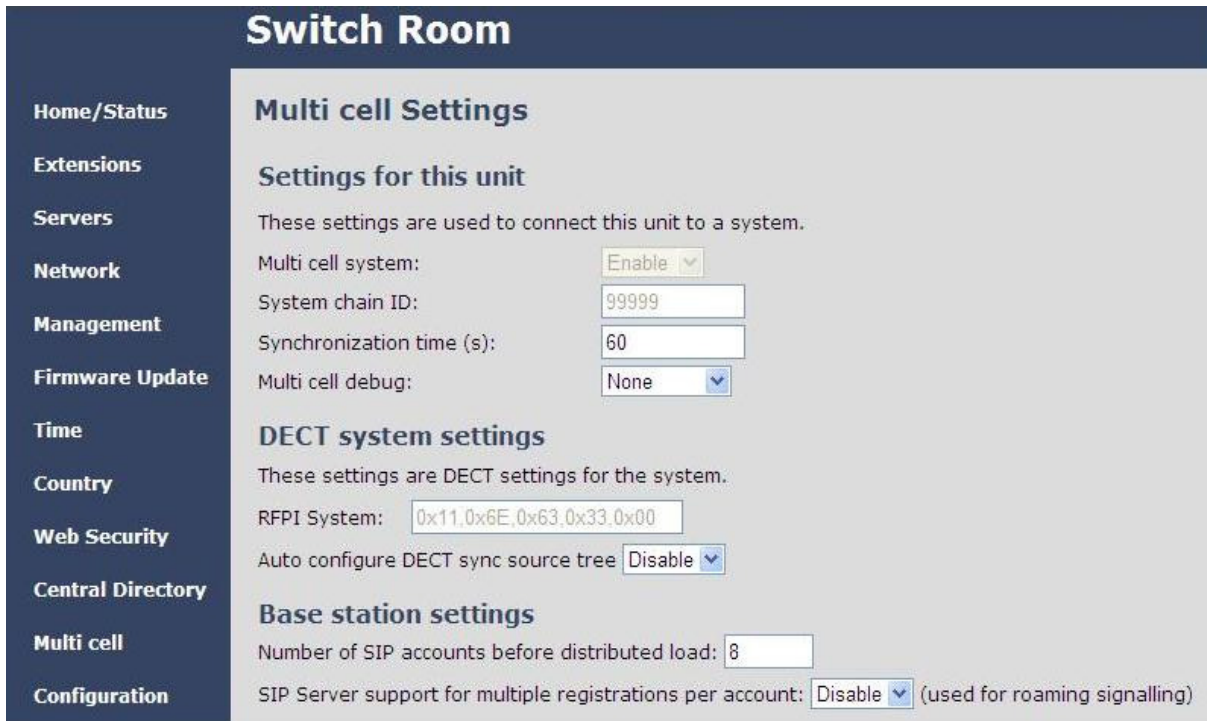 Switch Room
Home/Status
Extensions
Servers
Network
Management
Firmware Update
Time
Country
Web Security
Central Directory
Multi cell
Configuration
Multi cell Settings
Settings for this unit
These settings are used to connect this unit to a system.
Multi cell system: Enable
System chain ID: 99999
Synchronization time (s): 60
Multi cell debug: None
DECT system settings
These settings are DECT settings for the system.
RFPI System: 0x11,0x6E,0x63,0x33,0x00
Auto configure DECT sync source tree Disable
Base station settings
Number of SIP accounts before distributed load: 8
SIP Server support for multiple registrations per account: Disable (used for roaming signalling)